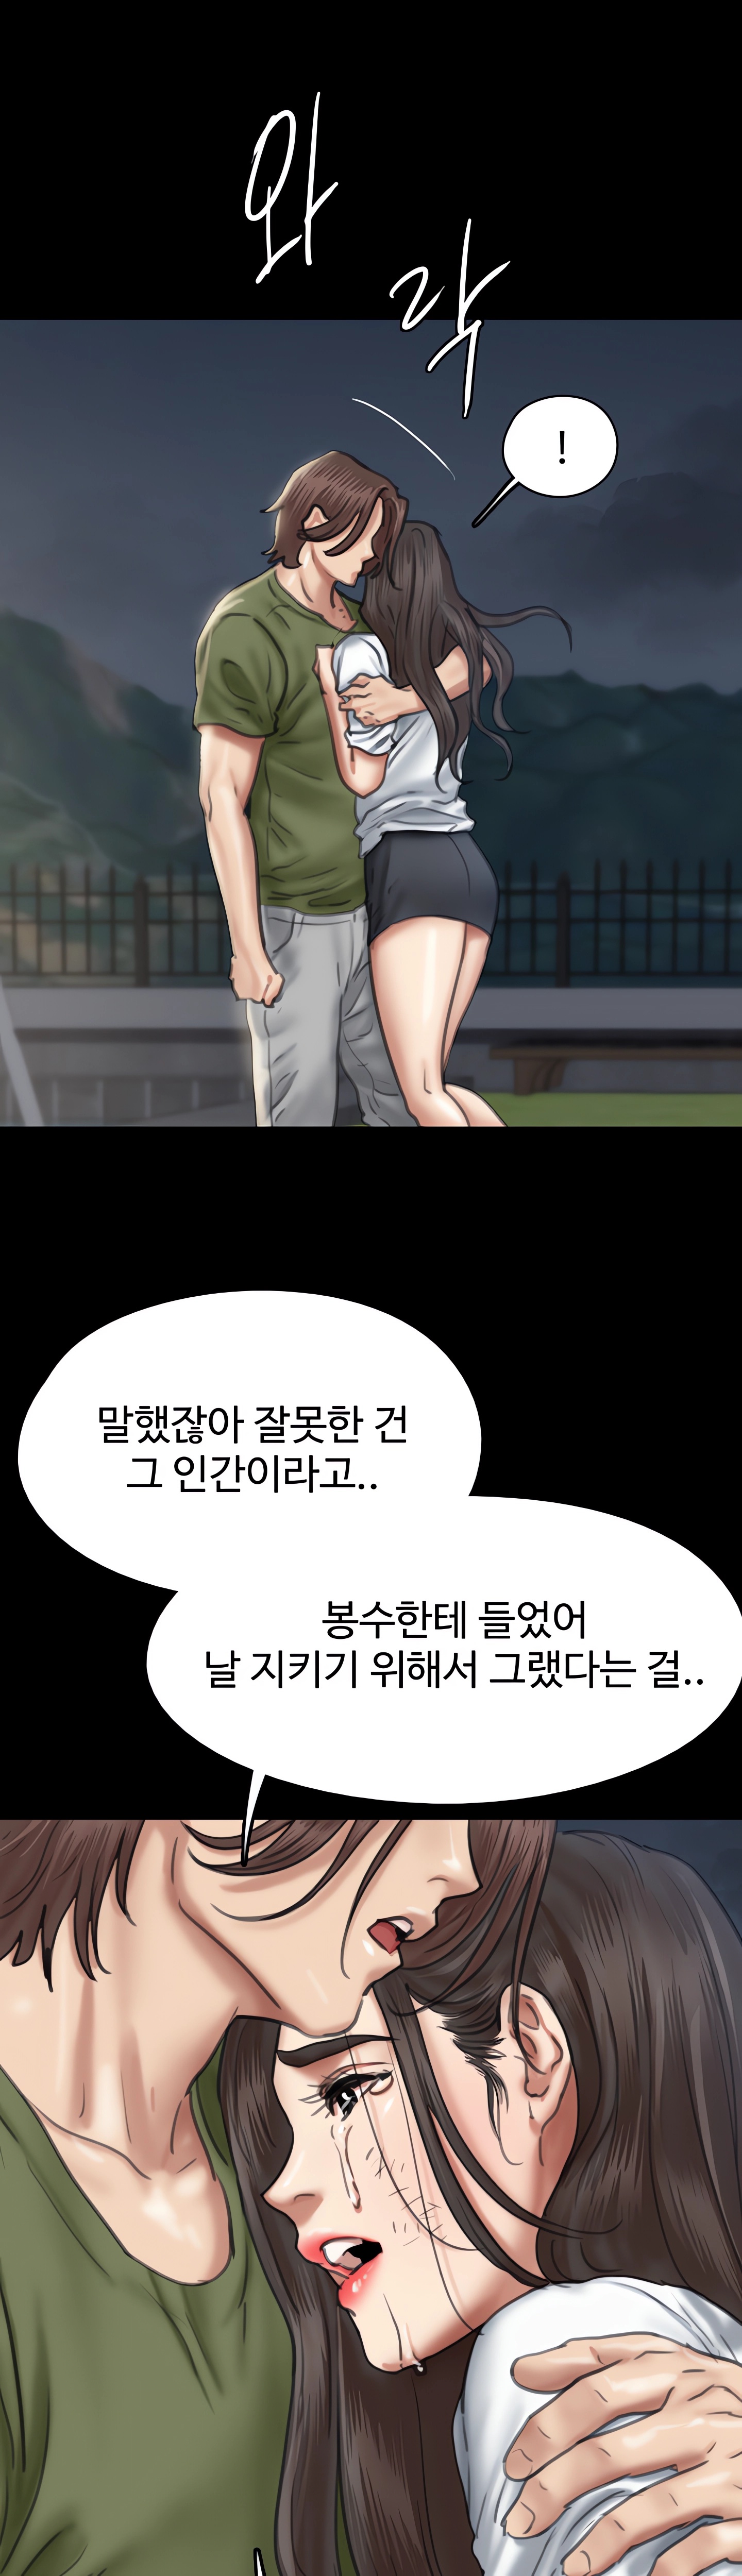 와
락
!
말했잖아 잘못한 건
그 인간이라고..
봉수한테 들었어
날 지키기 위해서 그랬다는 걸..